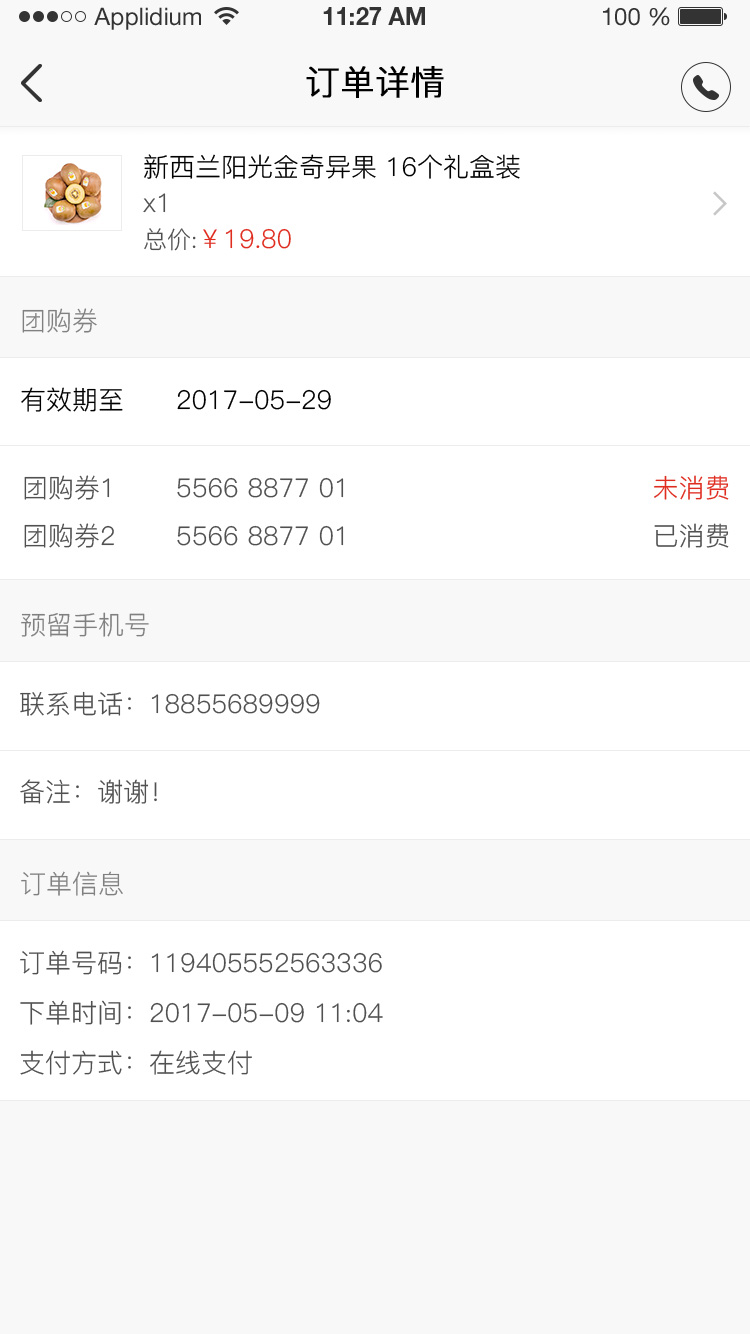 Applidium 11:27 AM 100 %
订单详情
新西兰阳光金奇异果 16个礼盒装
x1
总价:￥19.80
团购券
有效期至 2017-05-29
团购券1 5566 8877 01 未消费
团购券2 5566 8877 01 已消费
预留手机号
联系电话：18855689999
备注：谢谢！
订单信息
订单号码：119405552563336
下单时间：2017-05-09 11:04
支付方式：在线支付